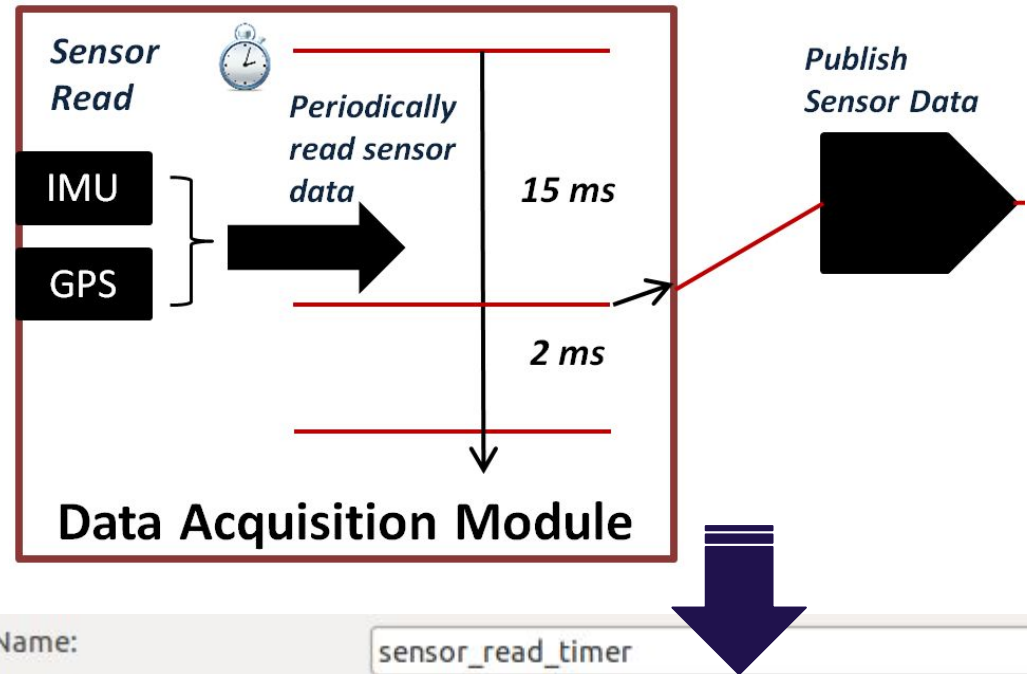 Sensor
Read
IMU
GPS
Periodically
read sensor
data
15 ms
2 ms
Data Acquisition Module
Publish
Sensor Data
Name:
sensor_read_timer